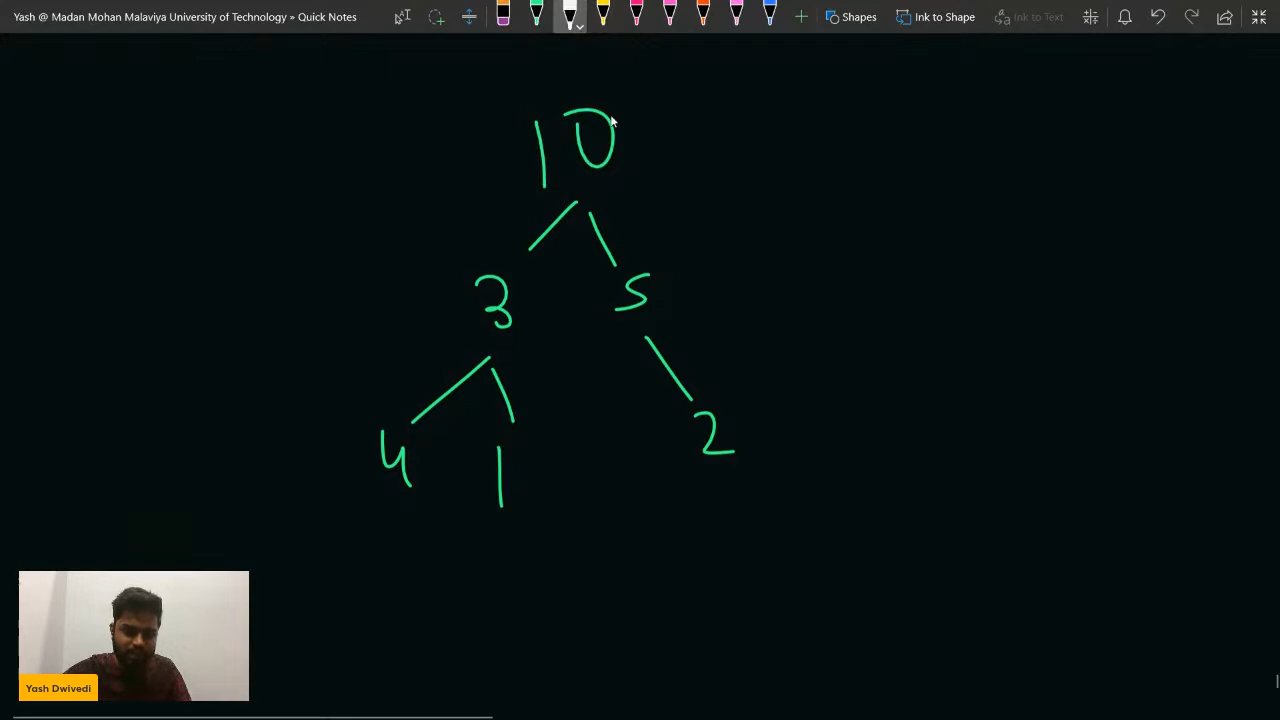 Yash @ Madan Mohan Malaviya University of Technology » Quick Notes
Shapes
Ink to Shape
Ink to Text
10
3 5
4 1 2
Yash Dwivedi